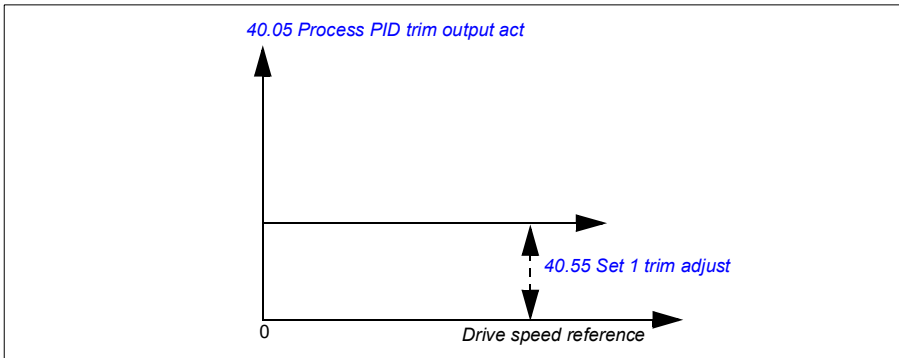 40.05 Process PID trim output act
40.55 Set 1 trim adjust
0
Drive speed reference